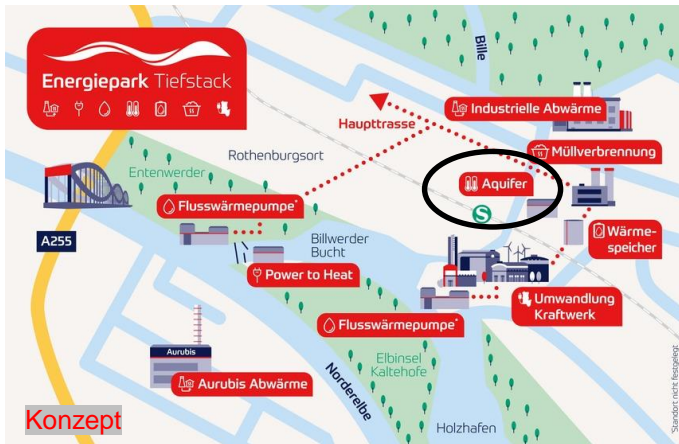 Energiepark Tiefstack
Bille
Industrielle Abwärme
Haupttrasse
Müllverbrennung
Rothenburgsort
Entenwerder
Aquifer
Flusswärmepumpe*
S
A255
Billwerder
Bucht
Wärme-
speicher
Power to Heat
Umwandlung
Kraftwerk
Flusswärmepumpe*
Aurubis
Elbinsel
Kaltehofe
Aurubis Abwärme
Norderelbe
Konzept
Holzhafen
*Standort nicht festgelegt